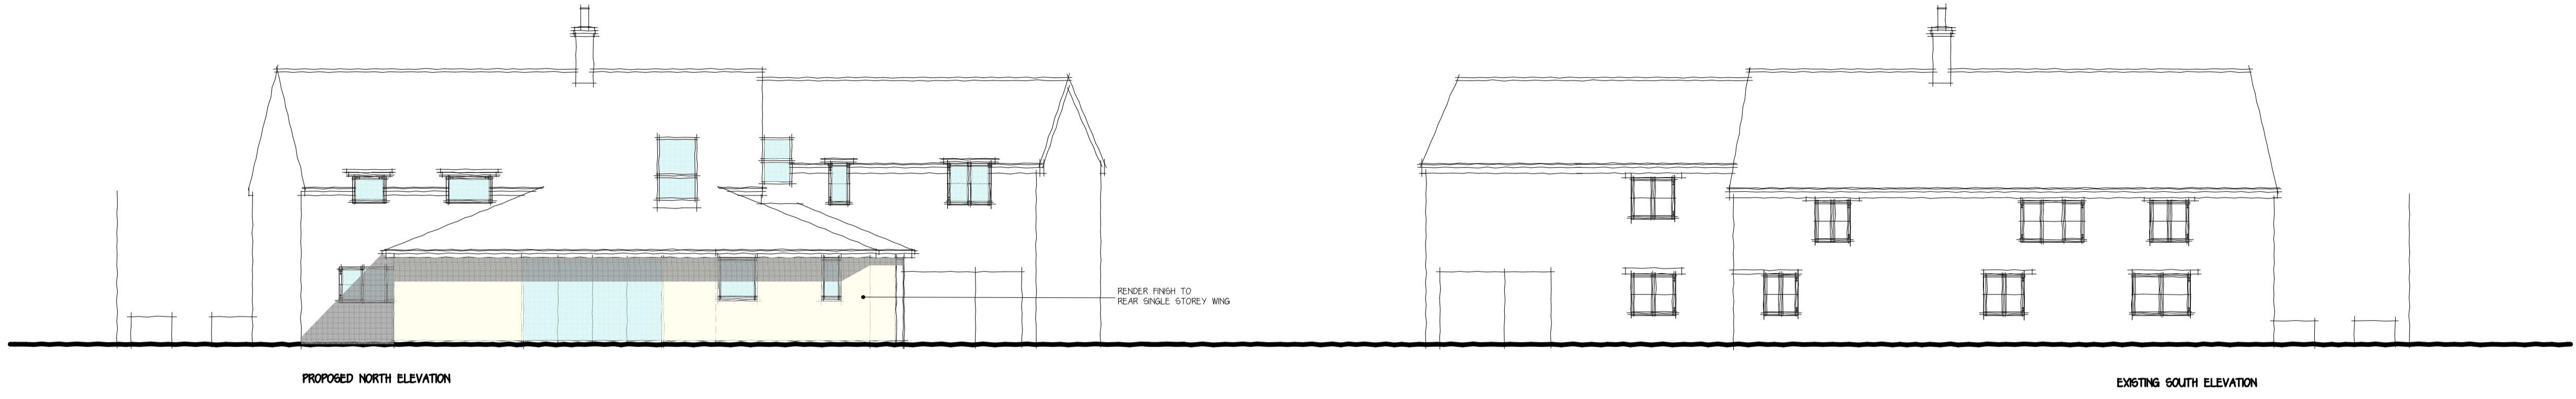 RENDER FINISH TO
REAR SINGLE STOREY WING
PROPOSED NORTH ELEVATION
EXISTING SOUTH ELEVATION